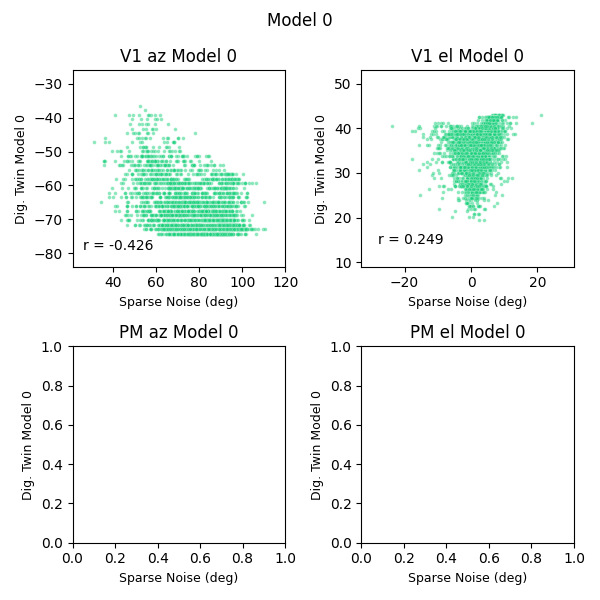 Model 0
V1 az Model 0
V1 el Model 0
Dig. Twin Model 0
−30
−40
−50
−60
−70
−80
r = -0.426
40
60
80
100
120
Sparse Noise (deg)
Dig. Twin Model 0
50
40
30
20
10
r = 0.249
−20
0
20
Sparse Noise (deg)
PM az Model 0
PM el Model 0
Dig. Twin Model 0
1.0
0.8
0.6
0.4
0.2
0.0
0.0
0.2
0.4
0.6
0.8
1.0
Sparse Noise (deg)
Dig. Twin Model 0
1.0
0.8
0.6
0.4
0.2
0.0
0.0
0.2
0.4
0.6
0.8
1.0
Sparse Noise (deg)